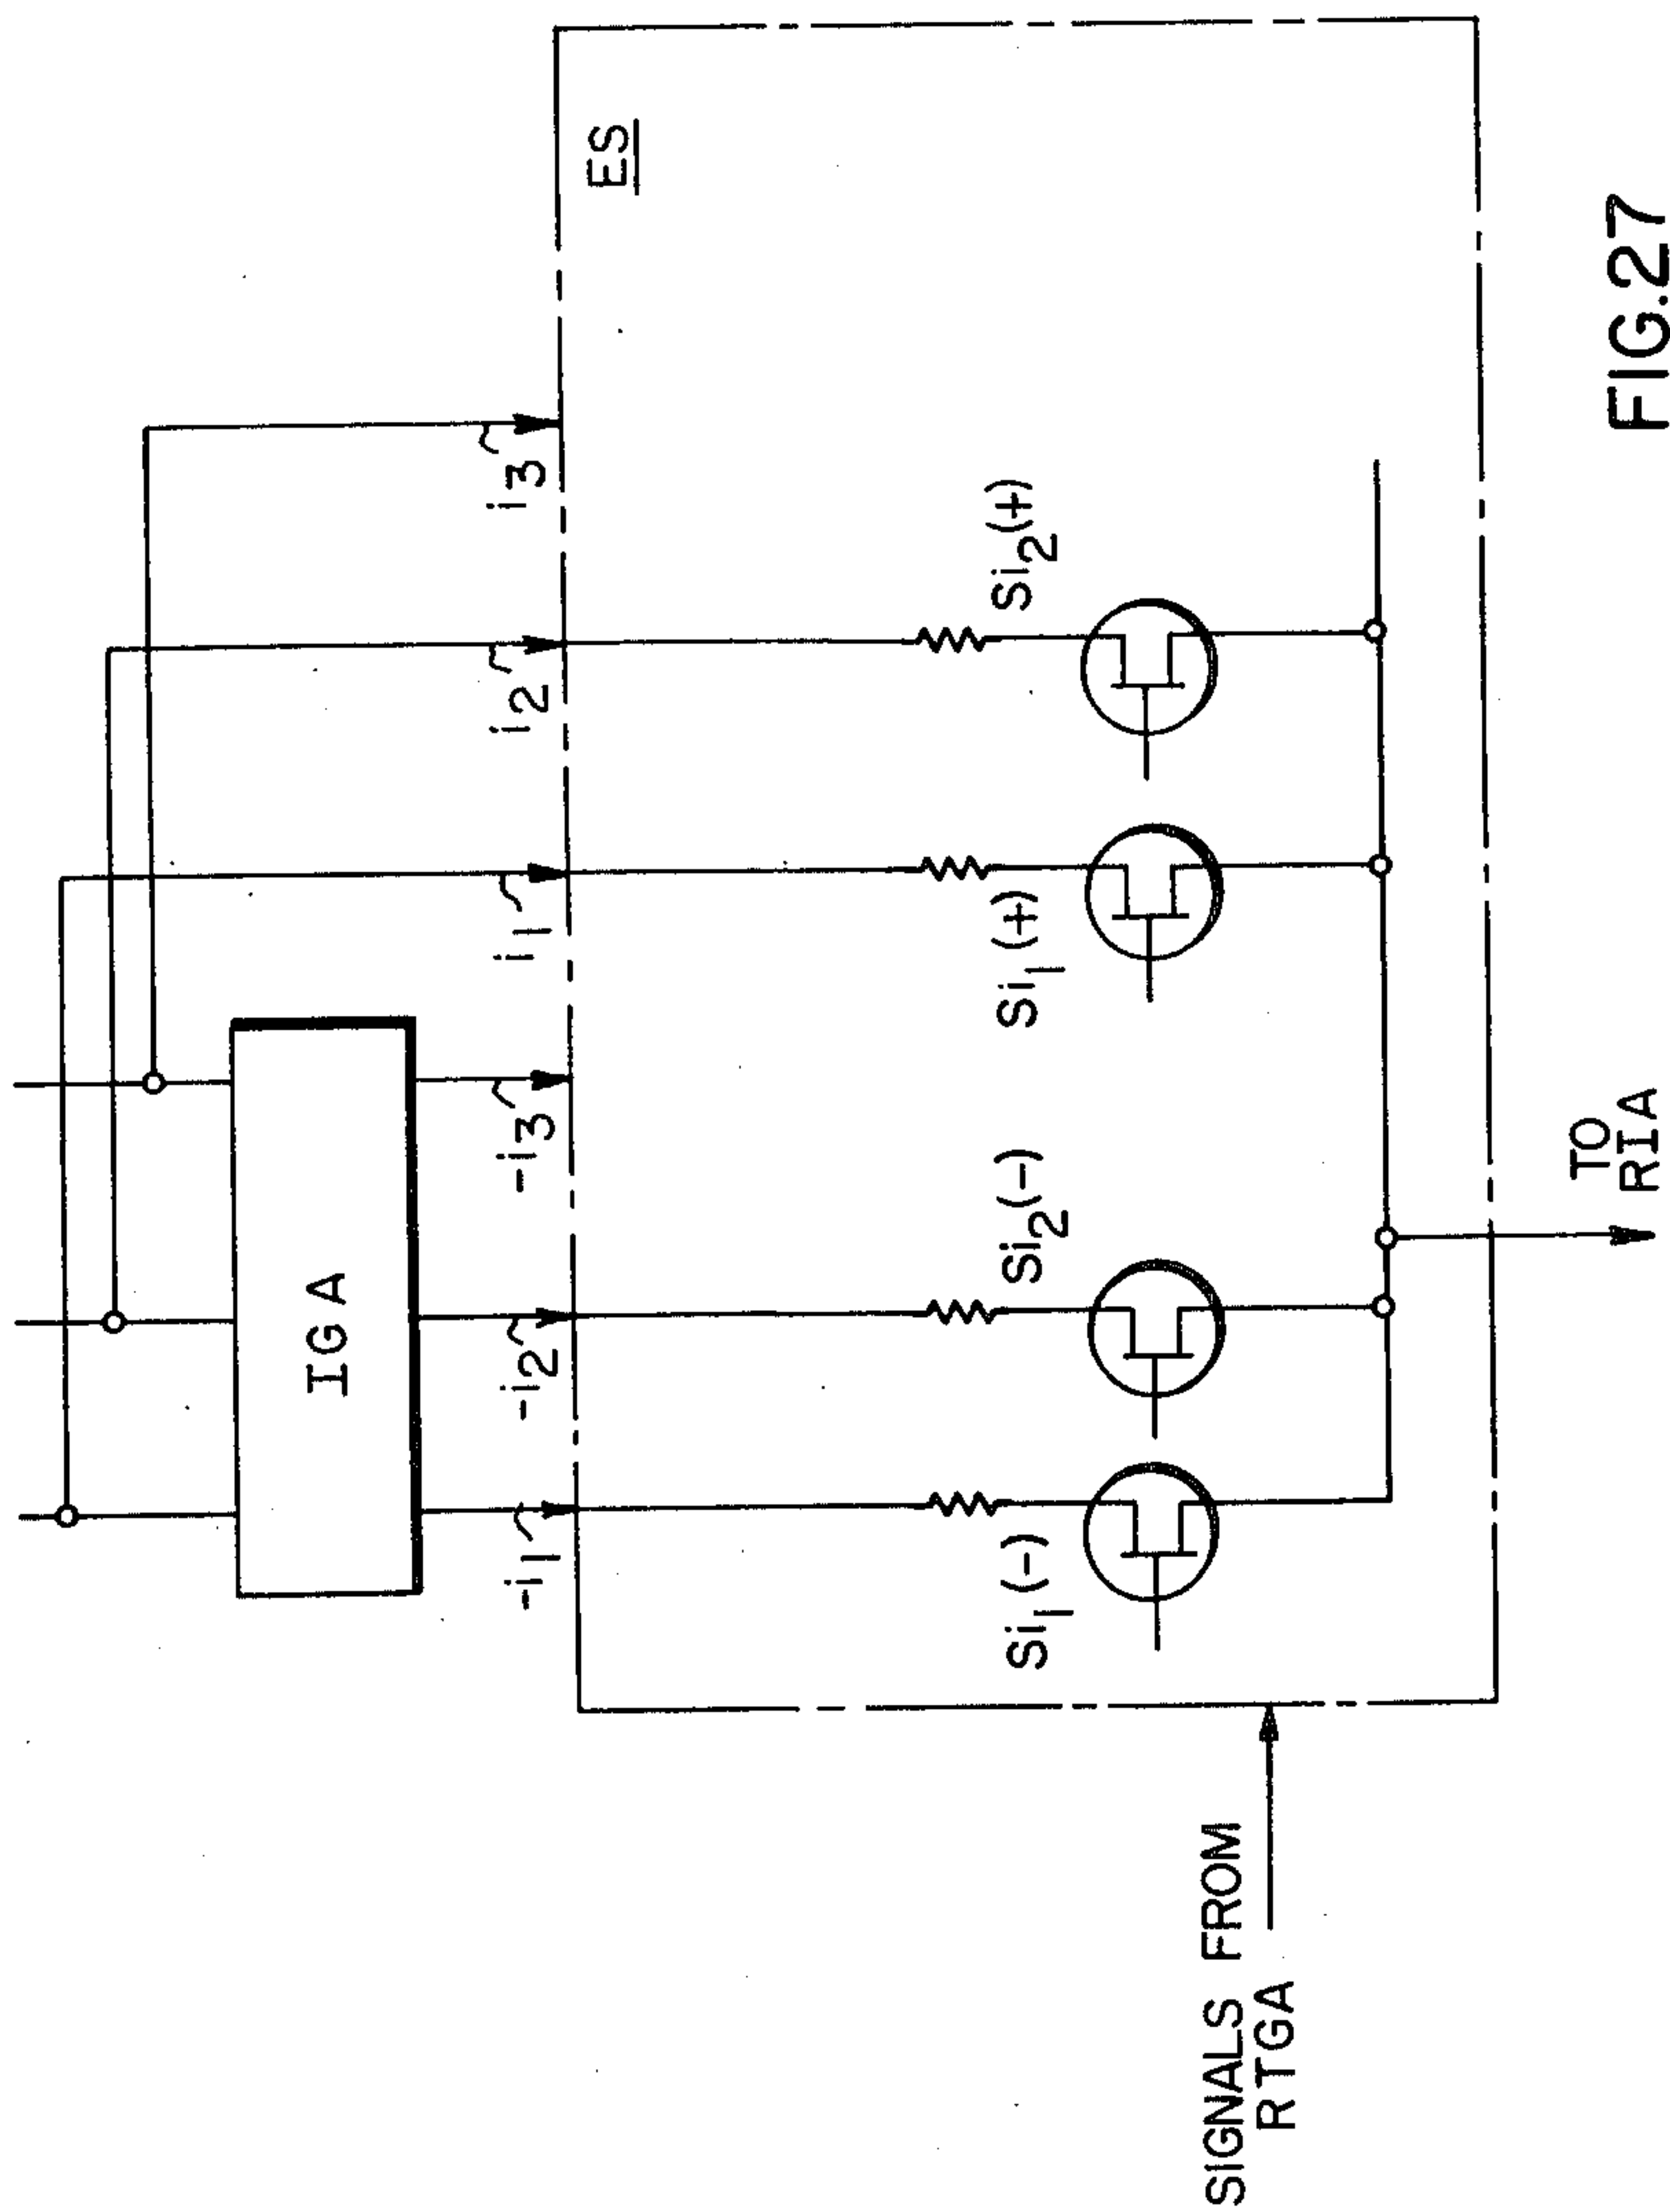 IGA
-i1
-i2
-i3
i1
i2
i3
ES
Si1(-)
Si2(-)
Si1(+)
Si2(+)
SIGNALS FROM
RTGA
TO
RIA
FIG.27